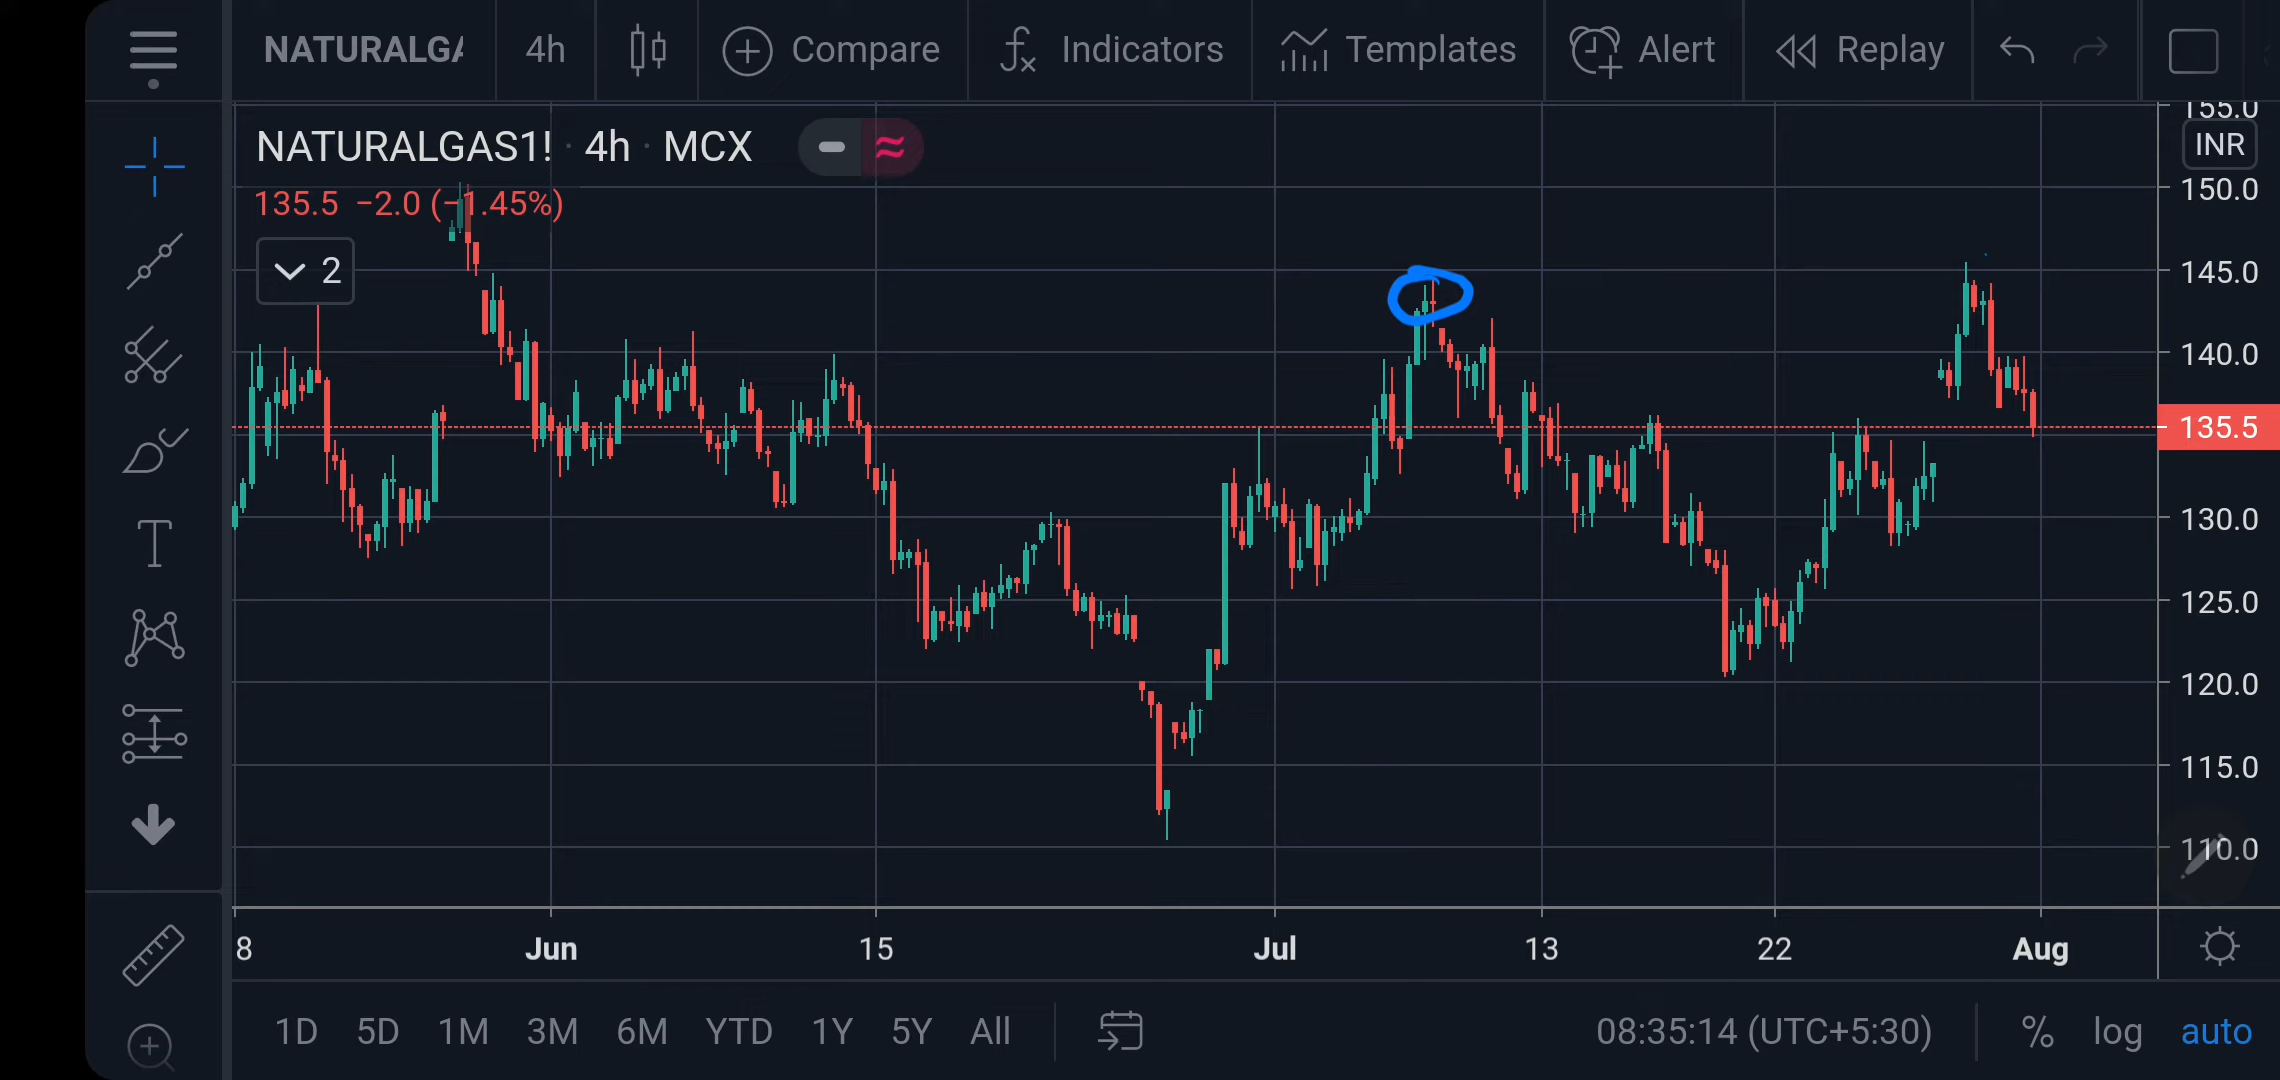 NATURALGA 4h Compare Indicators Templates Alert Replay
155.0
NATURALGAS1! · 4h · MCX
INR
150.0
135.5 −2.0 (−1.45%)
2
145.0
140.0
135.5
130.0
125.0
120.0
115.0
110.0
8 Jun 15 Jul 13 22 Aug
1D 5D 1M 3M 6M YTD 1Y 5Y All 08:35:14 (UTC+5:30) % log auto